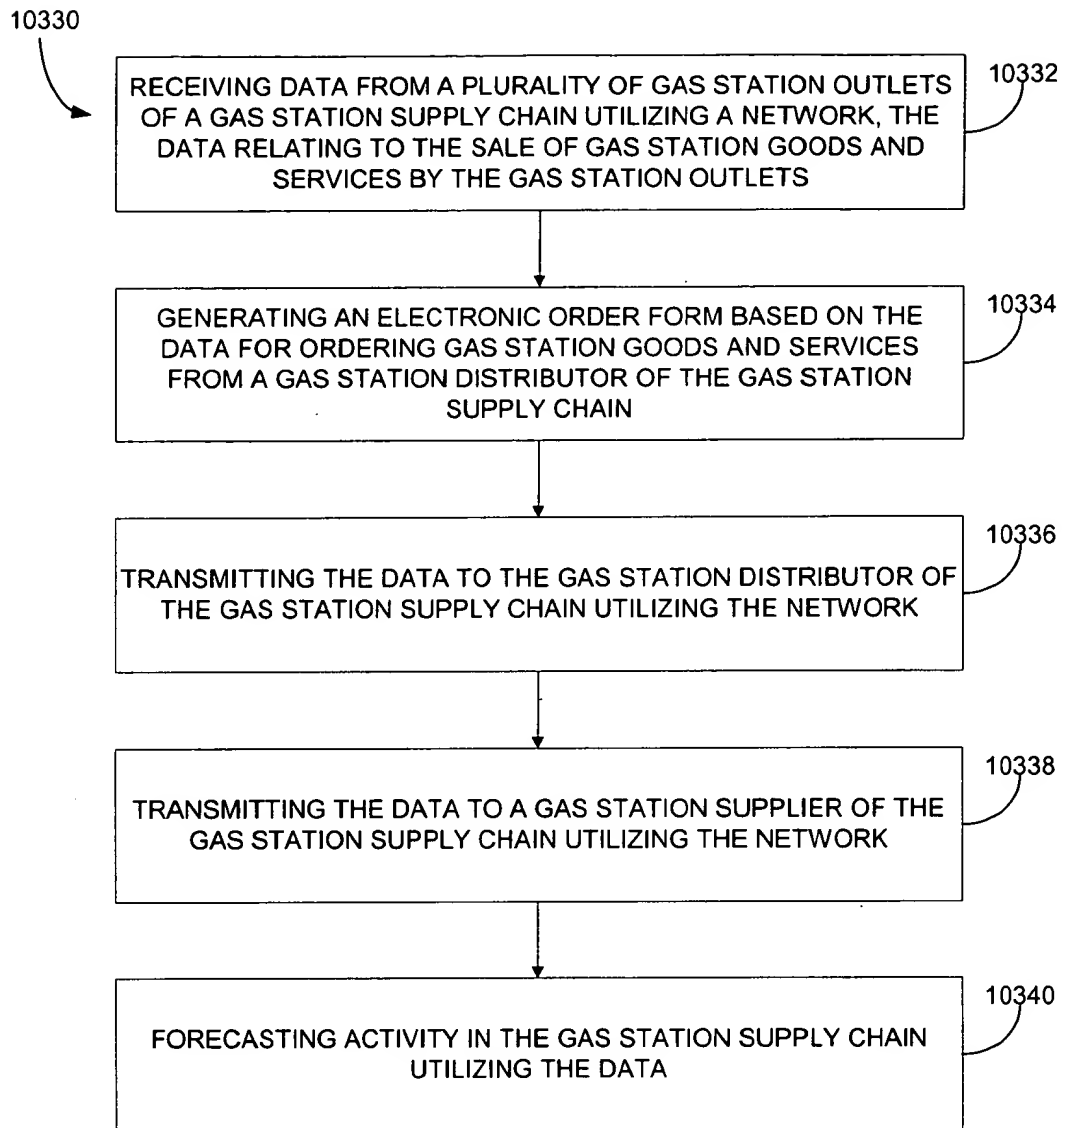 10330
10332
RECEIVING DATA FROM A PLURALITY OF GAS STATION OUTLETS
OF A GAS STATION SUPPLY CHAIN UTILIZING A NETWORK, THE
DATA RELATING TO THE SALE OF GAS STATION GOODS AND
SERVICES BY THE GAS STATION OUTLETS
10334
GENERATING AN ELECTRONIC ORDER FORM BASED ON THE
DATA FOR ORDERING GAS STATION GOODS AND SERVICES
FROM A GAS STATION DISTRIBUTOR OF THE GAS STATION
SUPPLY CHAIN
10336
TRANSMITTING THE DATA TO THE GAS STATION DISTRIBUTOR OF
THE GAS STATION SUPPLY CHAIN UTILIZING THE NETWORK
10338
TRANSMITTING THE DATA TO A GAS STATION SUPPLIER OF THE
GAS STATION SUPPLY CHAIN UTILIZING THE NETWORK
10340
FORECASTING ACTIVITY IN THE GAS STATION SUPPLY CHAIN
UTILIZING THE DATA